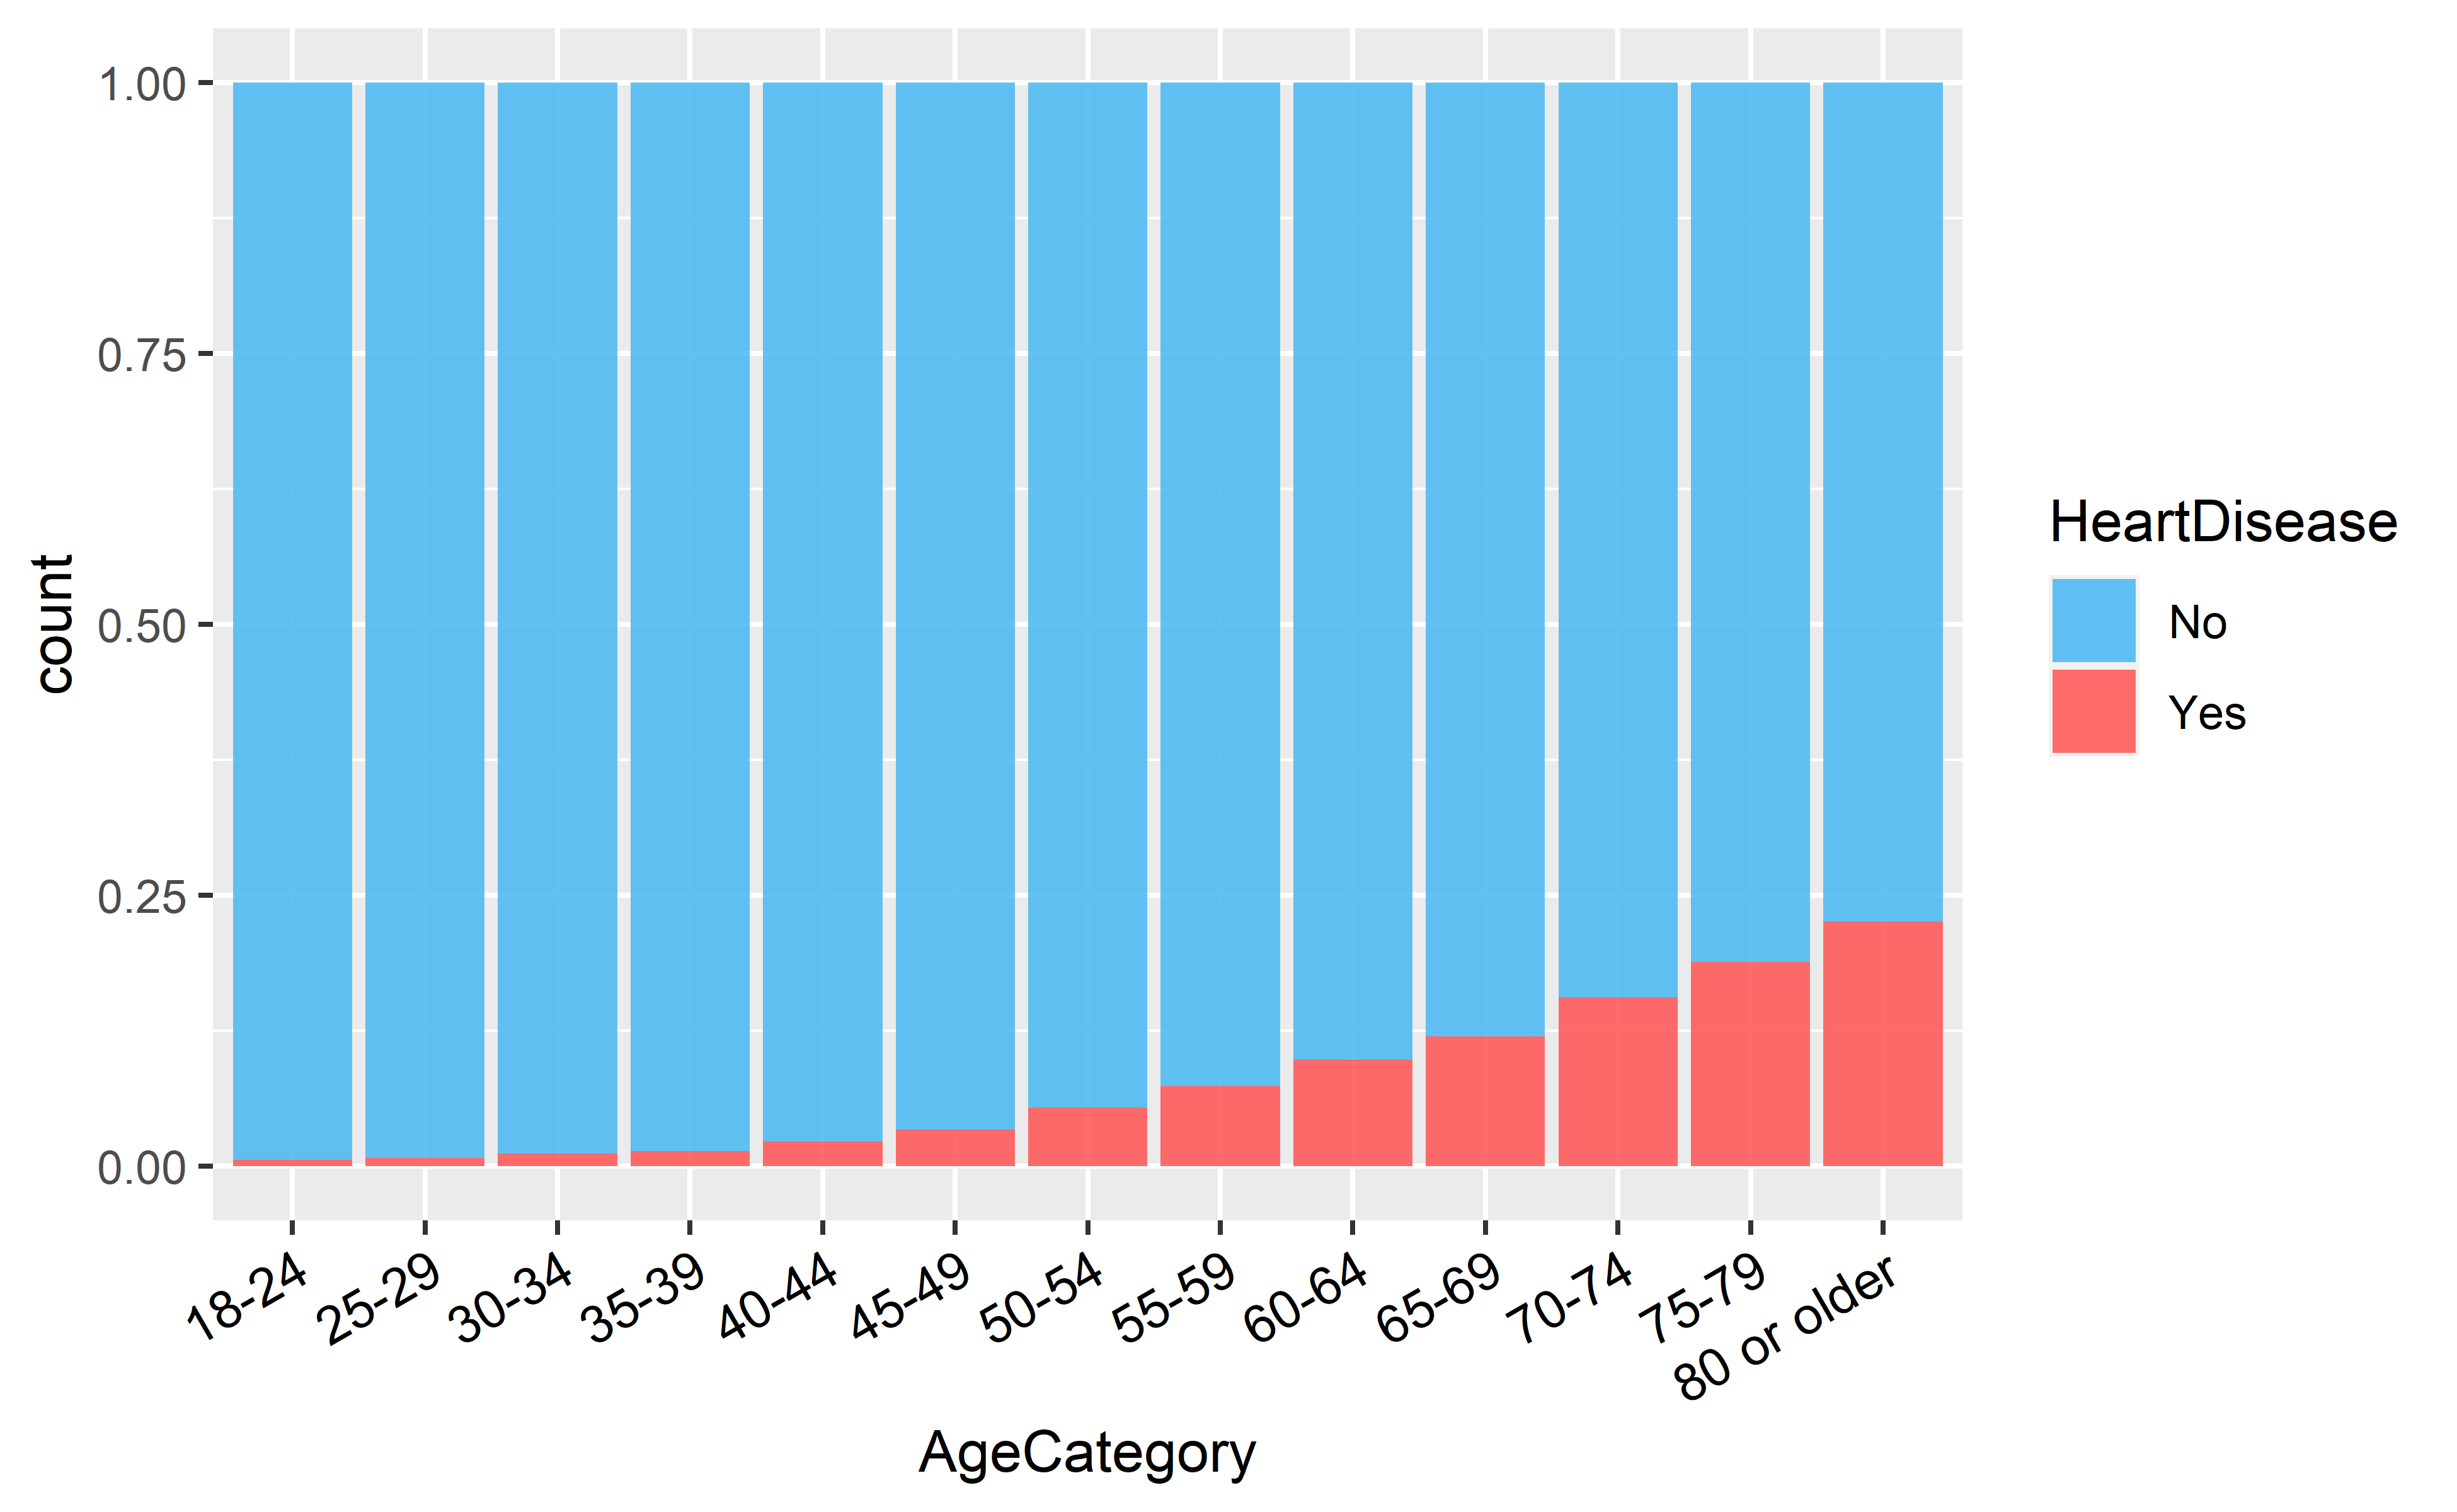 1.00
0.75
0.50
0.25
0.00
count
18-24
25-29
30-34
35-39
40-44
45-49
50-54
55-59
60-64
65-69
70-74
75-79
80 or older
AgeCategory
HeartDisease
No
Yes